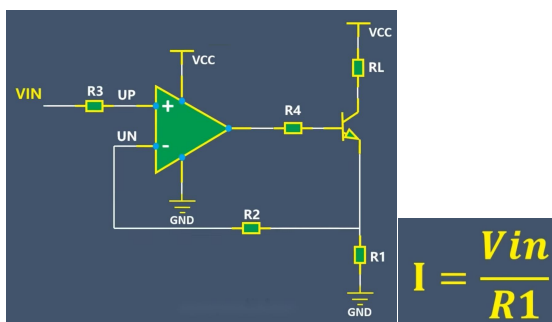 VCC
VCC
RL
R3
UP
VIN
+
R4
UN
-
GND
R2
R1
GND
I = Vin / R1